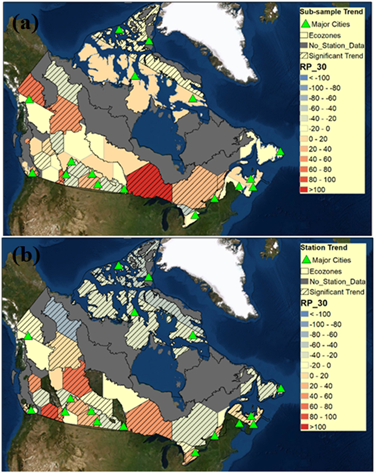 (a)
Sub-sample Trend
Major Cities
Ecozones
No_Station_Data
Significant Trend
RP_30
< -100
-100 - -80
-80 - -60
-60 - -40
-40 - -20
-20 - 0
0 - 20
20 - 40
40 - 60
60 - 80
80 - 100
>100
(b)
Station Trend
Major Cities
Ecozones
No_Station_Data
Significant Trend
RP_30
< -100
-100 - -80
-80 - -60
-60 - -40
-40 - -20
-20 - 0
0 - 20
20 - 40
40 - 60
60 - 80
80 - 100
>100